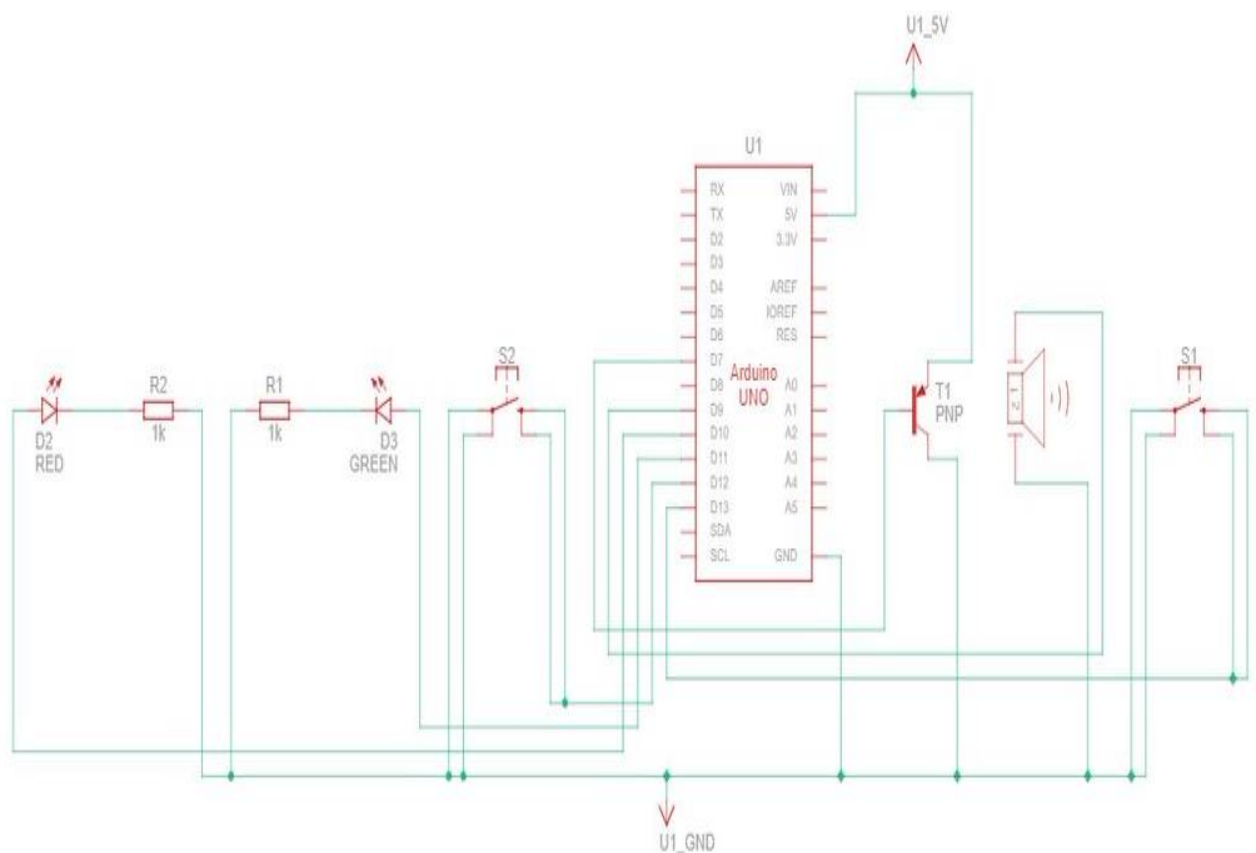 U1_5V
U1
RX VIN
TX 5V
D2 3.3V
D3
D4 AREF
D5 IOREF
D6 RES
D7
Arduino
UNO
D8 A0
D9 A1
D10 A2
D11 A3
D12 A4
D13 A5
SDA
SCL GND
S2
R2
1k
R1
1k
D2
RED
D3
GREEN
T1
PNP
1 2
S1
U1_GND